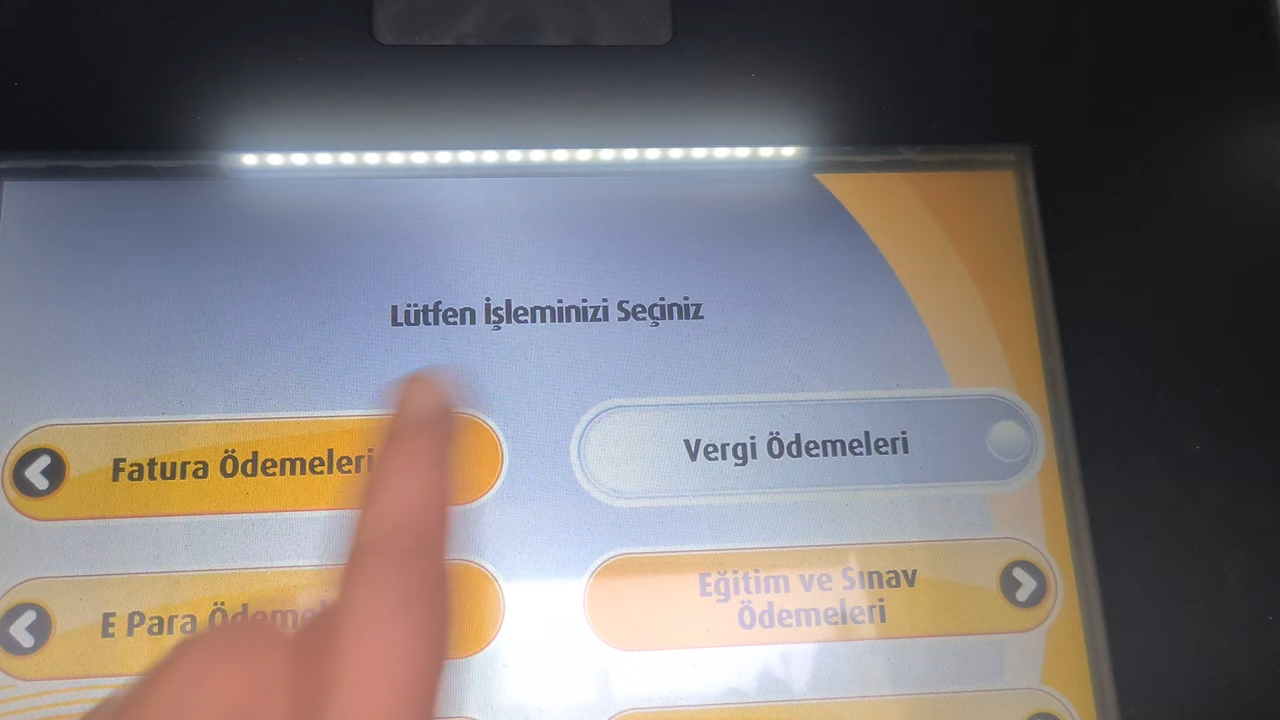 Lütfen İşleminizi Seçiniz
Fatura Ödemeleri
Vergi Ödemeleri
E Para
Eğitim ve Sınav
Ödemeleri